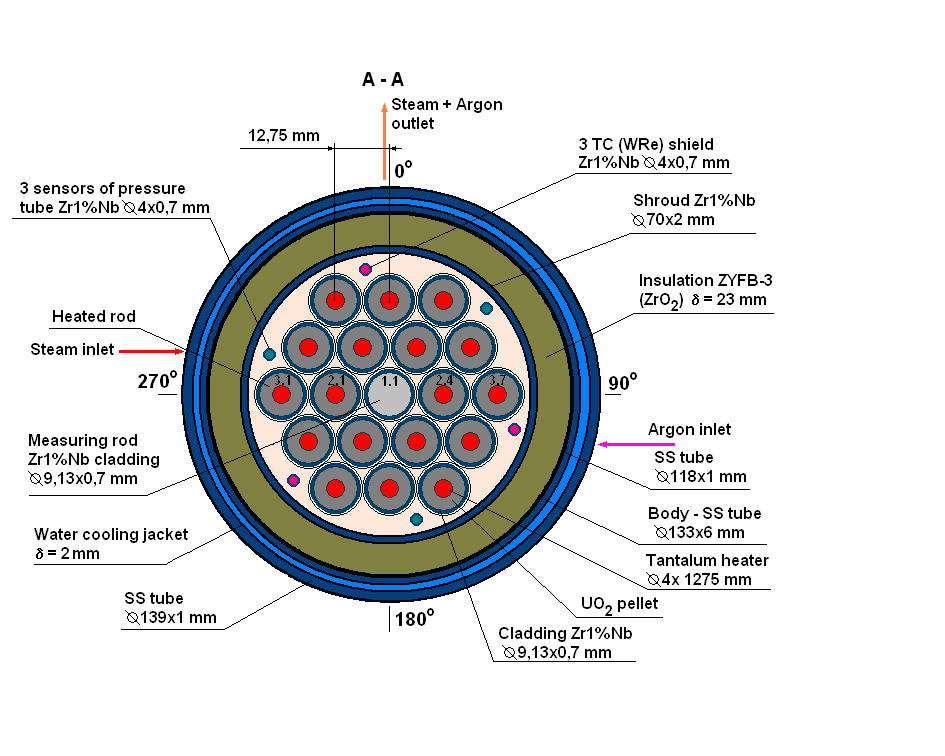 A - A
Steam + Argon
outlet
12,75 mm
0°
3 TC (WRe) shield
Zr1%Nb ∅4x0,7 mm
3 sensors of pressure
tube Zr1%Nb ∅4x0,7 mm
Shroud Zr1%Nb
∅70x2 mm
Insulation ZYFB-3
(ZrO2) δ = 23 mm
Heated rod
Steam inlet
270°
3.1
2.1
1.1
2.4
3.7
90°
Argon inlet
Measuring rod
Zr1%Nb cladding
∅9,13x0,7 mm
SS tube
∅118x1 mm
Body - SS tube
∅133x6 mm
Water cooling jacket
δ = 2 mm
Tantalum heater
∅4x 1275 mm
SS tube
∅139x1 mm
UO2 pellet
180°
Cladding Zr1%Nb
∅9,13x0,7 mm